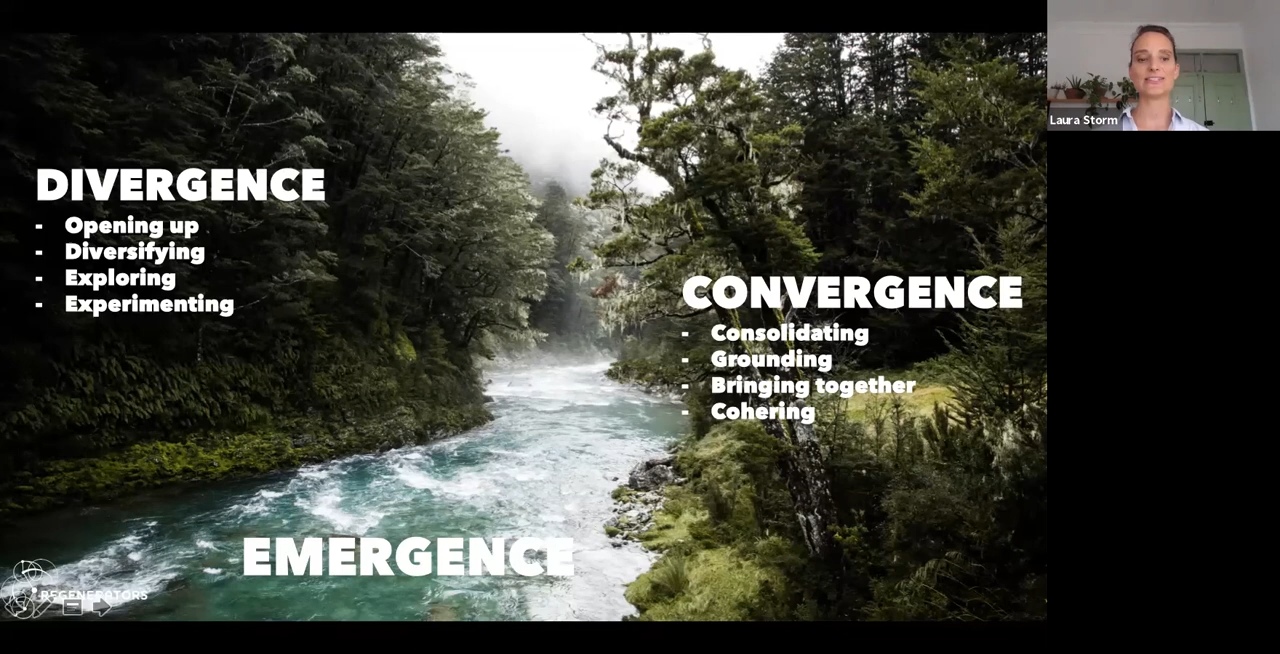 DIVERGENCE
- Opening up
- Diversifying
- Exploring
- Experimenting
CONVERGENCE
- Consolidating
- Grounding
- Bringing together
- Cohering
EMERGENCE
REGENERATORS
Laura Storm